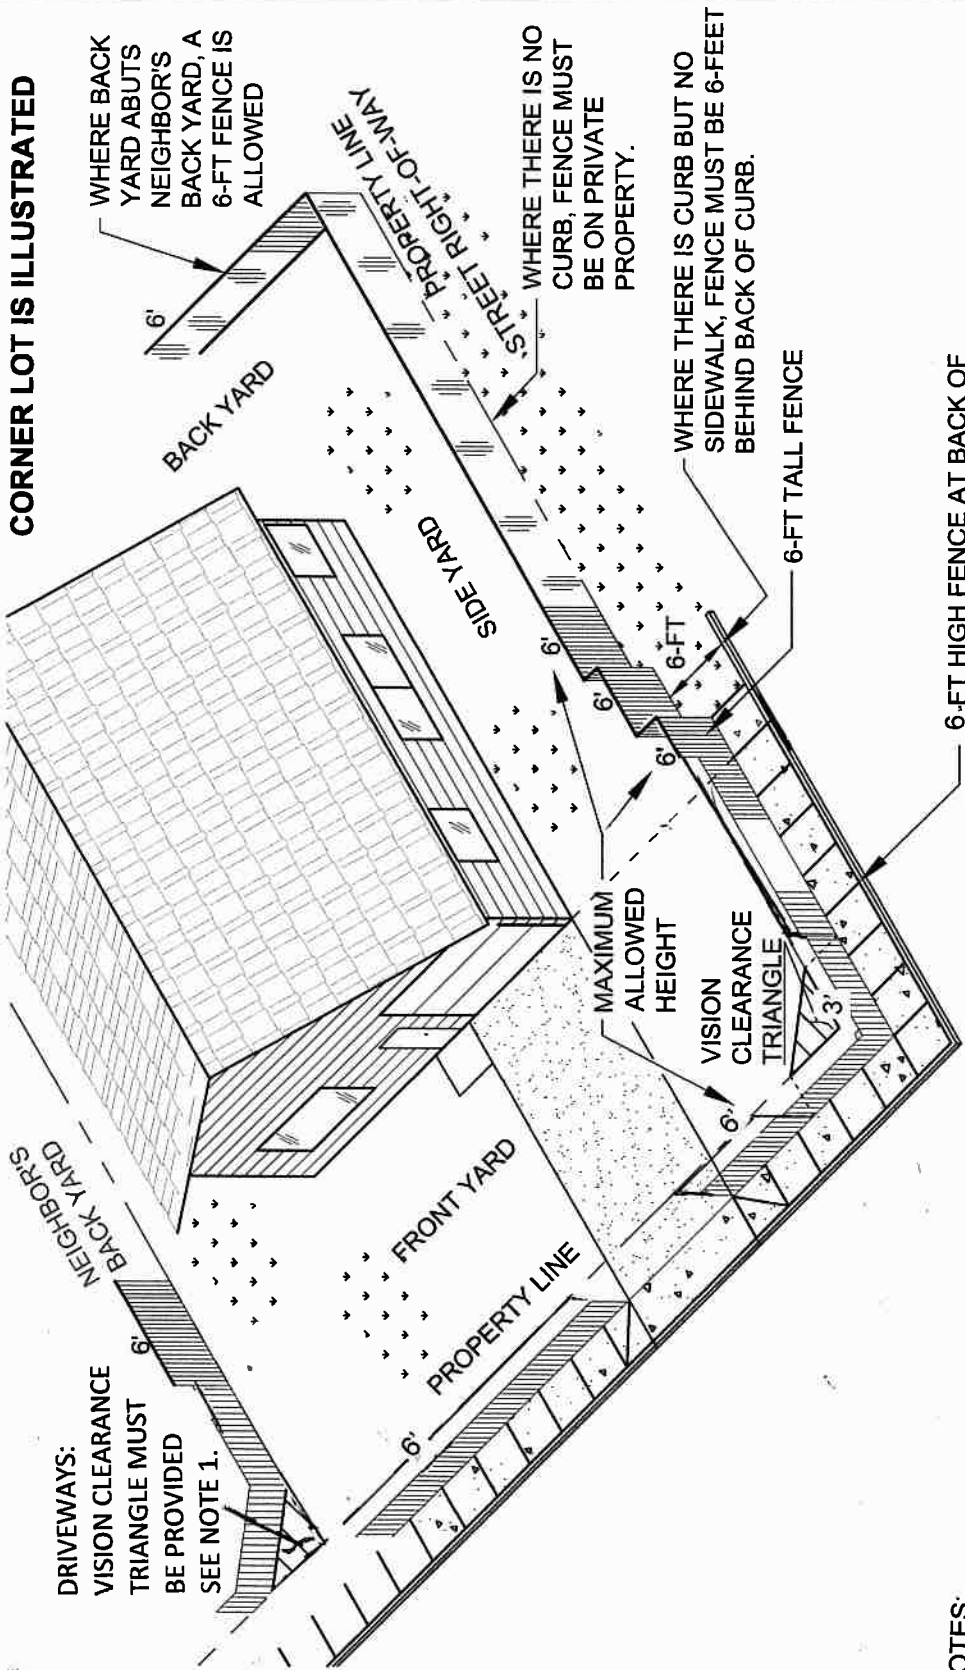 CORNER LOT IS ILLUSTRATED
WHERE BACK
YARD ABUTS
NEIGHBOR'S
BACK YARD, A
6-FT FENCE IS
ALLOWED
6'
BACK YARD
PROPERTY LINE
STREET RIGHT-OF-WAY
WHERE THERE IS NO
CURB, FENCE MUST
BE ON PRIVATE
PROPERTY.
SIDE YARD
6'
6'
6'
6-FT
WHERE THERE IS CURB BUT NO
SIDEWALK, FENCE MUST BE 6-FEET
BEHIND BACK OF CURB.
6-FT TALL FENCE
6-FT HIGH FENCE AT BACK OF
MAXIMUM
ALLOWED
HEIGHT
VISION
CLEARANCE
TRIANGLE
3'
6'
NEIGHBOR'S
BACK YARD
6'
FRONT YARD
PROPERTY LINE
6'
DRIVEWAYS:
VISION CLEARANCE
TRIANGLE MUST
BE PROVIDED
SEE NOTE 1.
OTES: